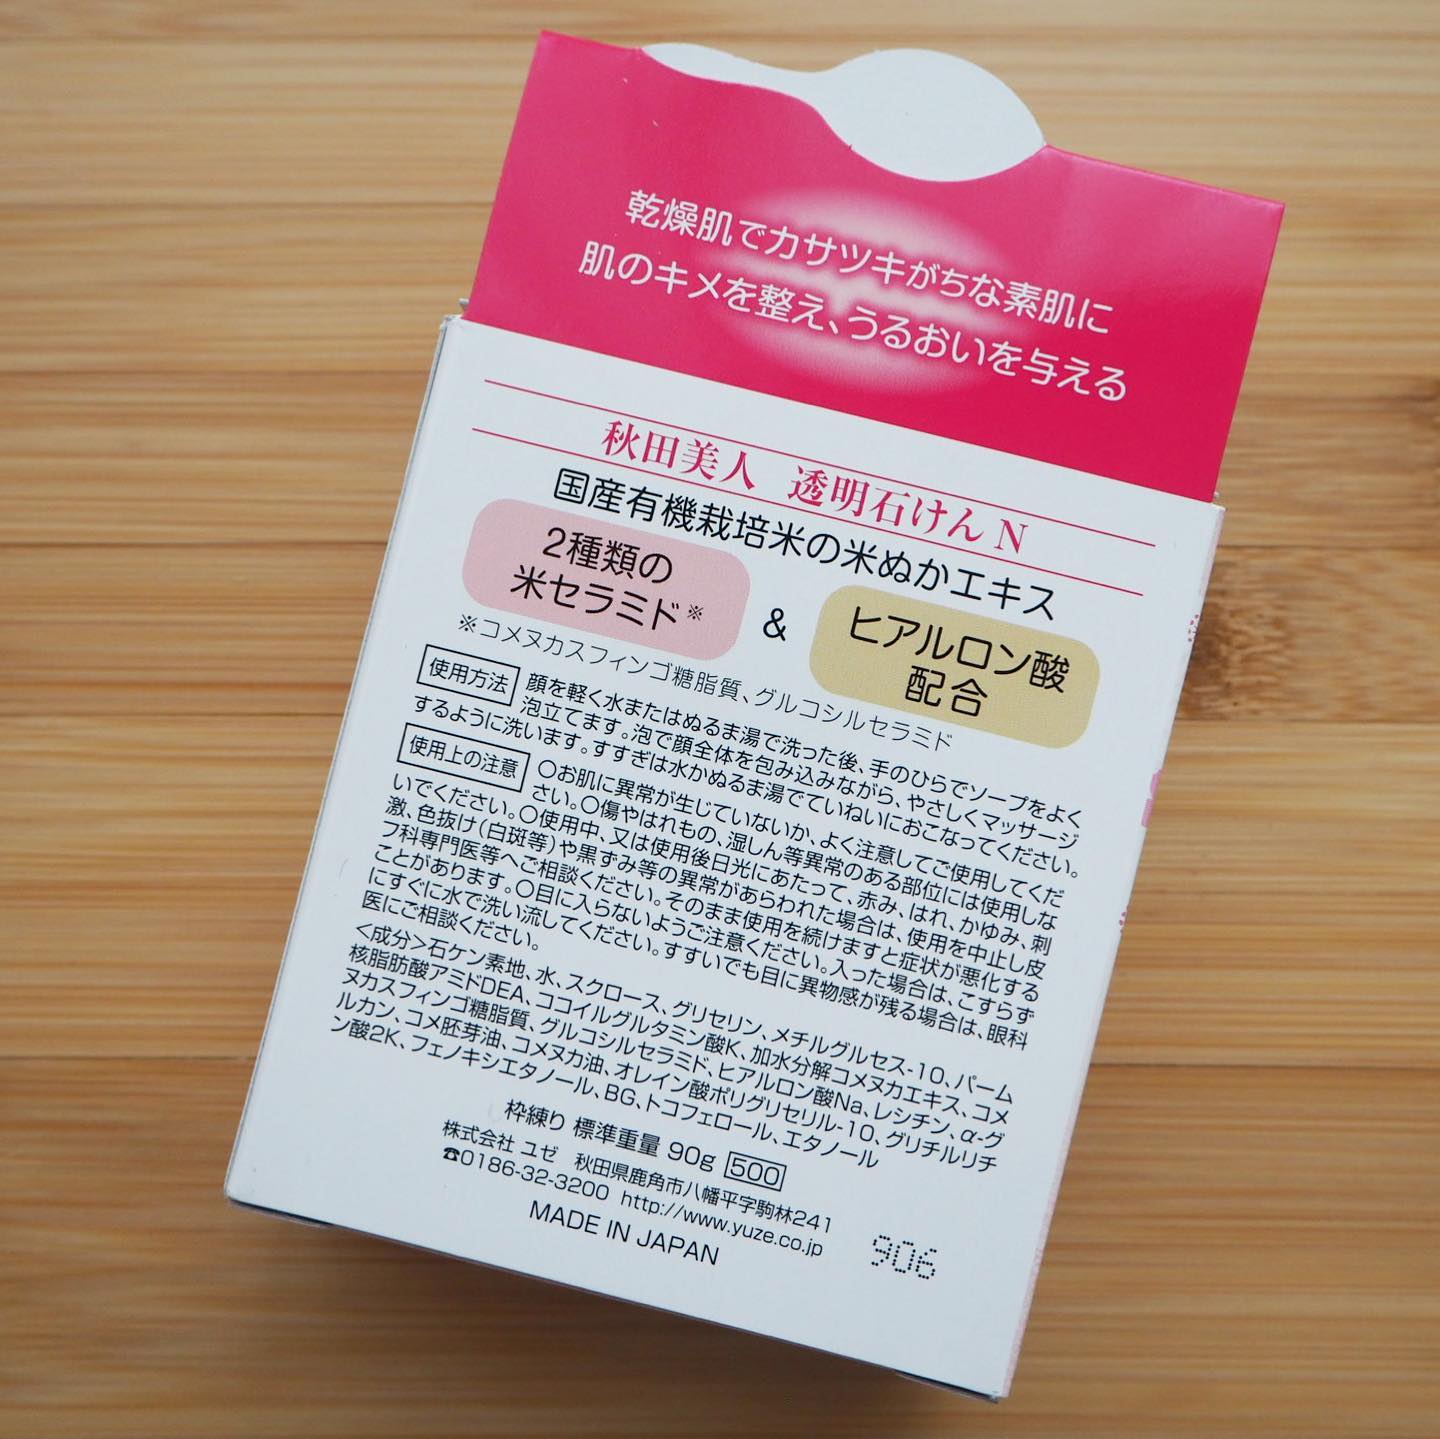 乾燥肌でカサツキがちな素肌に
肌のキメを整え、うるおいを与える
秋田美人 透明石けん N
国産有機栽培米の米ぬかエキス
2種類の
米セラミド※
&
ヒアルロン酸
配合
※コメヌカスフィンゴ糖脂質、グルコシルセラミド
使用方法
顔を軽く水またはぬるま湯で洗った後、手のひらでソープをよく
泡立てます。泡で顔全体を包み込みながら、やさしくマッサージ
するように洗います。すすぎは水かぬるま湯でていねいにおこなってください。
使用上の注意
○お肌に異常が生じていないか、よく注意してご使用してくだ
さい。○傷やはれもの、湿しん等異常のある部位には使用しな
いでください。○使用中、又は使用後日光にあたって、赤み、はれ、かゆみ、刺
激、色抜け(白斑等)や黒ずみ等の異常があらわれた場合は、使用を中止し皮
フ科専門医等へご相談ください。そのまま使用を続けますと症状が悪化する
ことがあります。○目に入らないようご注意ください。入った場合は、こすらず
にすぐに水で洗い流してください。すすいでも目に異物感が残る場合は、眼科
医にご相談ください。
<成分>石ケン素地、水、スクロース、グリセリン、メチルグルセス-10、パーム
核脂肪酸アミドDEA、ココイルグルタミン酸K、加水分解コメヌカエキス、コメ
ヌカスフィンゴ糖脂質、グルコシルセラミド、ヒアルロン酸Na、レシチン、α-グ
ルカン、コメ胚芽油、コメヌカ油、オレイン酸ポリグリセリル-10、グリチルリチ
ン酸2K、フェノキシエタノール、BG、トコフェロール、エタノール
枠練り 標準重量 90g 500
株式会社 ユゼ 秋田県鹿角市八幡平字駒林241
☎0186-32-3200 http://www.yuze.co.jp
MADE IN JAPAN
906